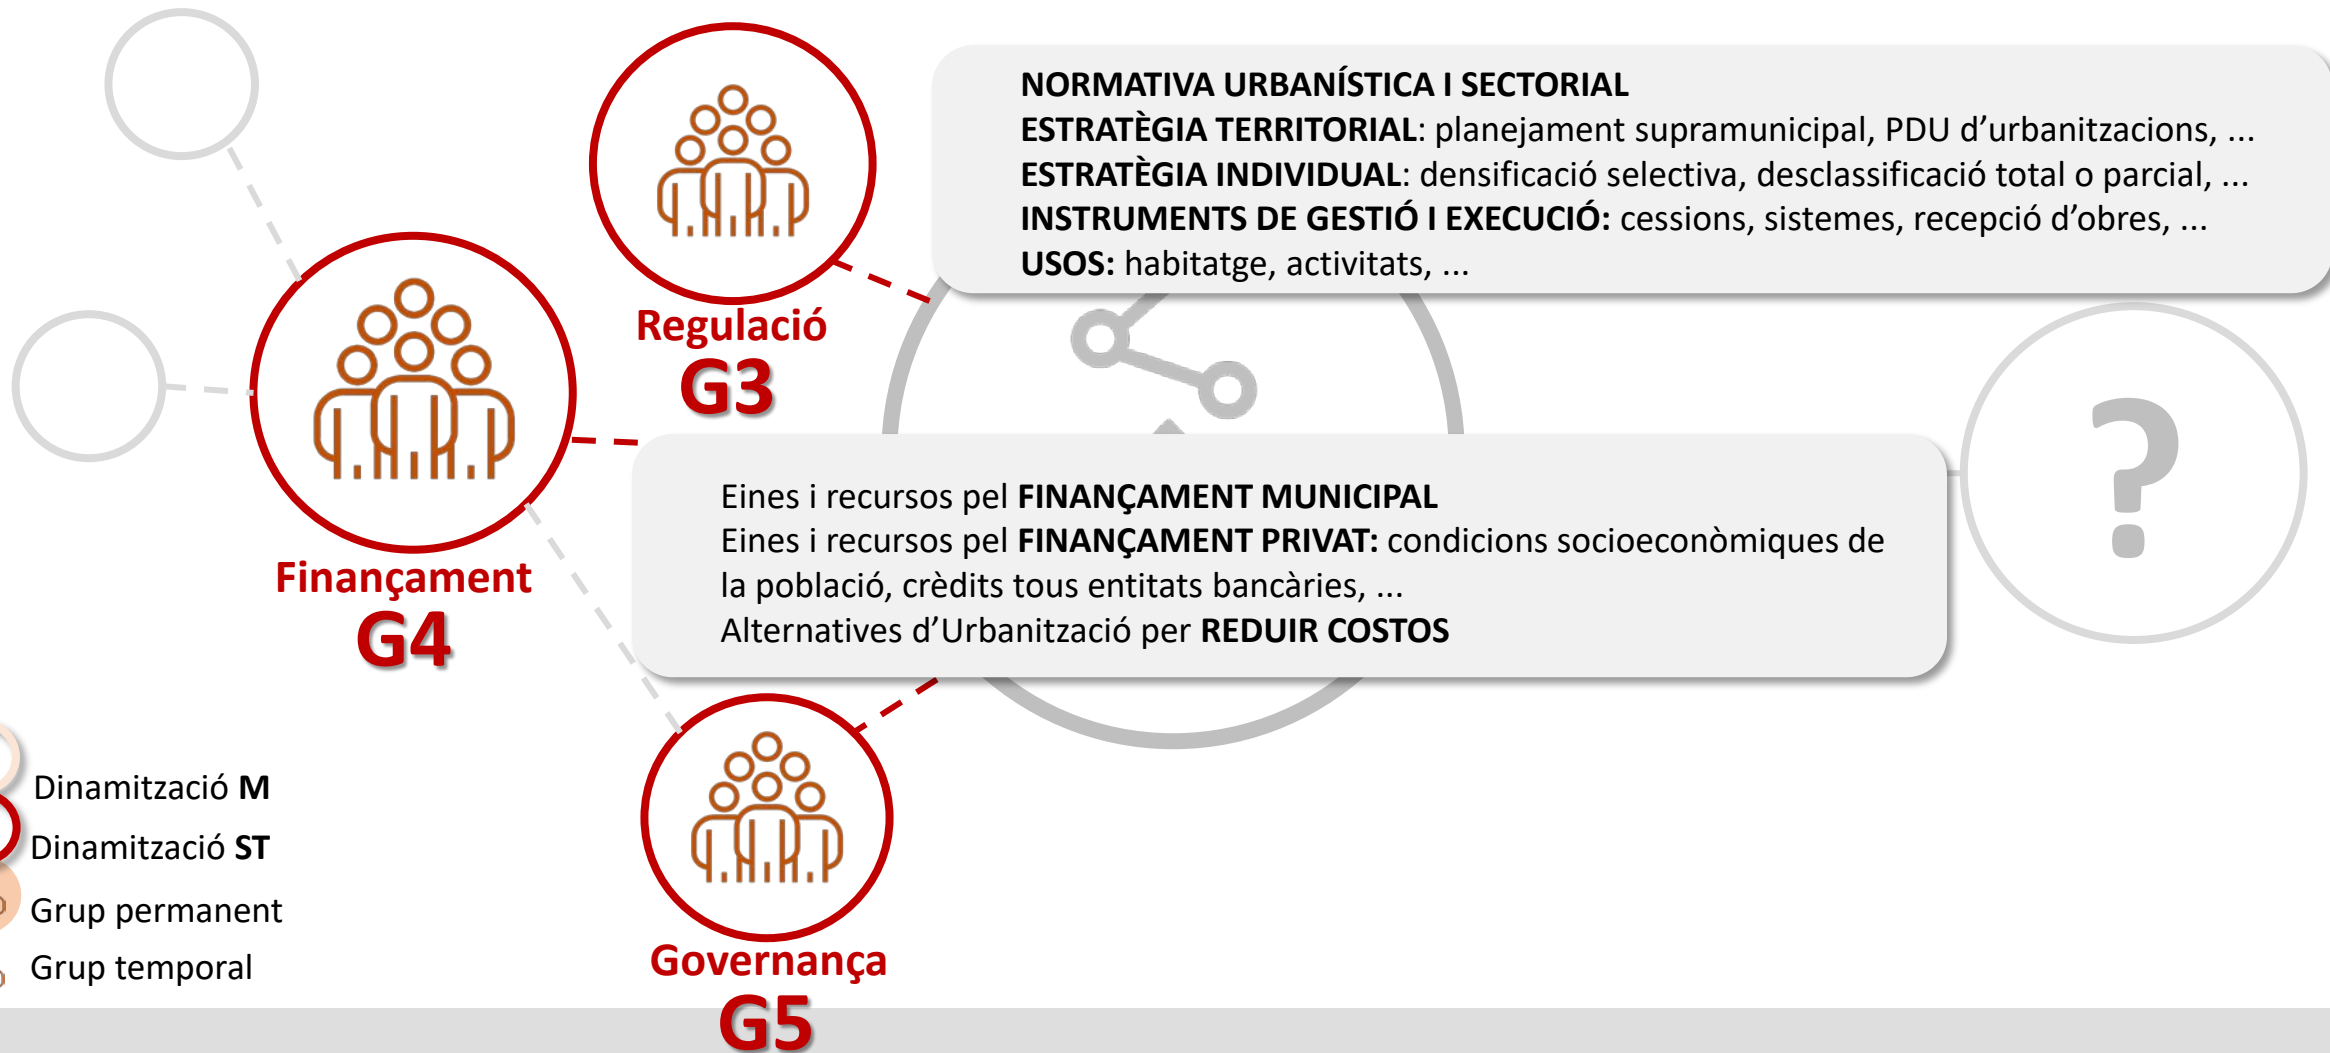 NORMATIVA URBANÍSTICA I SECTORIAL
ESTRATÈGIA TERRITORIAL: planejament supramunicipal, PDU d'urbanitzacions, ...
ESTRATÈGIA INDIVIDUAL: densificació selectiva, desclassificació total o parcial, ...
INSTRUMENTS DE GESTIÓ I EXECUCIÓ: cessions, sistemes, recepció d'obres, ...
USOS: habitatge, activitats, ...
Regulació
G3
?
Eines i recursos pel FINANÇAMENT MUNICIPAL
Eines i recursos pel FINANÇAMENT PRIVAT: condicions socioeconòmiques de
la població, crèdits tous entitats bancàries, ...
Alternatives d'Urbanització per REDUIR COSTOS
Finançament
G4
Dinamització M
Dinamització ST
Grup permanent
Grup temporal
Governança
G5